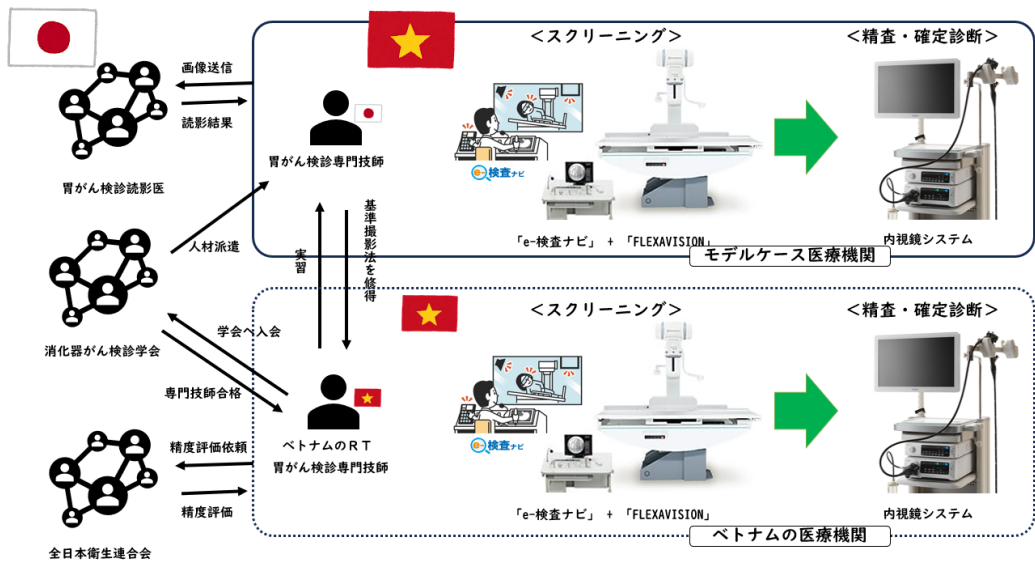 画像送信
読影結果
胃がん検診読影医
人材派遣
消化器がん検診学会
学会へ入会
専門技師合格
精度評価依頼
精度評価
全日本衛生連合会
胃がん検診専門技師
実習
基準撮影法を修得
ベトナムのRT
胃がん検診専門技師
<スクリーニング>
<精査・確定診断>
e-検査ナビ
「e-検査ナビ」 + 「FLEXAVISION」
内視鏡システム
モデルケース医療機関
<スクリーニング>
<精査・確定診断>
e-検査ナビ
「e-検査ナビ」 + 「FLEXAVISION」
内視鏡システム
ベトナムの医療機関